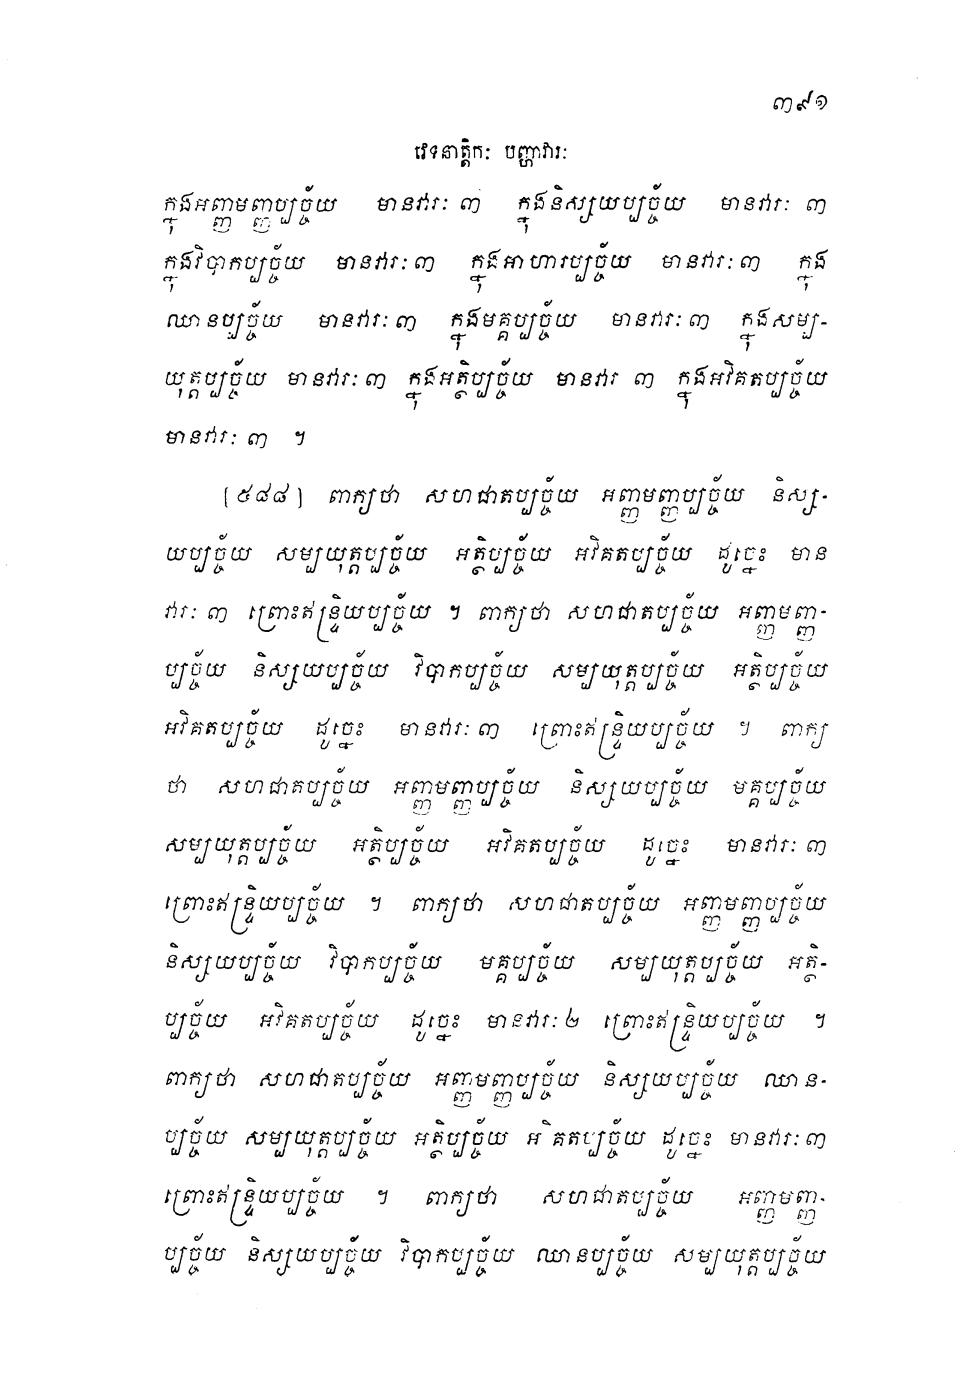 ៣៩១
វេទនាត្តិកៈ បញ្ហាវារៈ
ក្នុងអញ្ញមញ្ញប្បច្ច័យ មានវារៈ ៣ ក្នុងនិស្សយប្បច្ច័យ មានវារៈ ៣
ក្នុងវិបាកប្បច្ច័យ មានវារៈ ៣ ក្នុងអាហារប្បច្ច័យ មានវារៈ ៣ ក្នុង
ឈានប្បច្ច័យ មានវារៈ ៣ ក្នុងមគ្គប្បច្ច័យ មានវារៈ ៣ ក្នុងសម្ប-
យុត្តប្បច្ច័យ មានវារៈ ៣ ក្នុងអត្ថិប្បច្ច័យ មានវារ ៣ ក្នុងអវិគតប្បច្ច័យ
មានវារៈ ៣ ។
[៥៨៨] ពាក្យថា សហជាតប្បច្ច័យ អញ្ញមញ្ញប្បច្ច័យ និស្ស-
យប្បច្ច័យ សម្បយុត្តប្បច្ច័យ អត្ថិប្បច្ច័យ អវិគតប្បច្ច័យ ដូច្នេះ មាន
វារៈ ៣ ព្រោះឥន្ទ្រិយប្បច្ច័យ ។ ពាក្យថា សហជាតប្បច្ច័យ អញ្ញមញ្ញ-
ប្បច្ច័យ និស្សយប្បច្ច័យ វិបាកប្បច្ច័យ សម្បយុត្តប្បច្ច័យ អត្ថិប្បច្ច័យ
អវិគតប្បច្ច័យ ដូច្នេះ មានវារៈ ៣ ព្រោះឥន្ទ្រិយប្បច្ច័យ ។ ពាក្យ
ថា សហជាតប្បច្ច័យ អញ្ញមញ្ញប្បច្ច័យ និស្សយប្បច្ច័យ មគ្គប្បច្ច័យ
សម្បយុត្តប្បច្ច័យ អត្ថិប្បច្ច័យ អវិគតប្បច្ច័យ ដូច្នេះ មានវារៈ ៣
ព្រោះឥន្ទ្រិយប្បច្ច័យ ។ ពាក្យថា សហជាតប្បច្ច័យ អញ្ញមញ្ញប្បច្ច័យ
និស្សយប្បច្ច័យ វិបាកប្បច្ច័យ មគ្គប្បច្ច័យ សម្បយុត្តប្បច្ច័យ អត្ថិ-
ប្បច្ច័យ អវិគតប្បច្ច័យ ដូច្នេះ មានវារៈ ២ ព្រោះឥន្ទ្រិយប្បច្ច័យ ។
ពាក្យថា សហជាតប្បច្ច័យ អញ្ញមញ្ញប្បច្ច័យ និស្សយប្បច្ច័យ ឈាន-
ប្បច្ច័យ សម្បយុត្តប្បច្ច័យ អត្ថិប្បច្ច័យ អវិគតប្បច្ច័យ ដូច្នេះ មានវារៈ ៣
ព្រោះឥន្ទ្រិយប្បច្ច័យ ។ ពាក្យថា សហជាតប្បច្ច័យ អញ្ញមញ្ញ-
ប្បច្ច័យ និស្សយប្បច្ច័យ វិបាកប្បច្ច័យ ឈានប្បច្ច័យ សម្បយុត្តប្បច្ច័យ